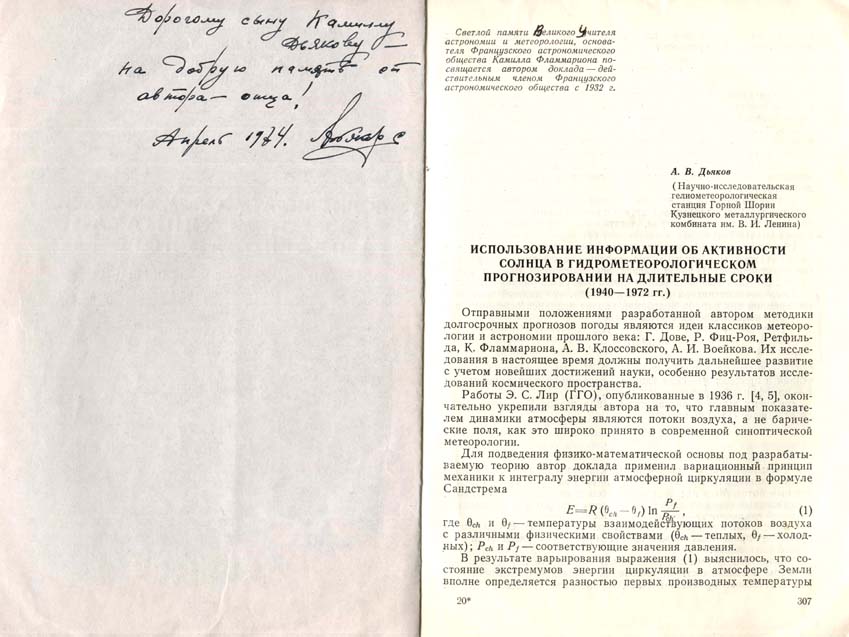 Дорогому сыну Камиллу
Дьякову —
на добрую память от
автора — отца!
Апрель 1974.
Светлой памяти Великого Учителя
астрономии и метеорологии, основа-
теля Французского астрономического
общества Камилла Фламмариона по-
свящается автором доклада — дей-
ствительным членом Французского
астрономического общества с 1932 г.
А. В. Дьяков
(Научно-исследовательская
гелиометеорологическая
станция Горной Шории
Кузнецкого металлургического
комбината им. В. И. Ленина)
ИСПОЛЬЗОВАНИЕ ИНФОРМАЦИИ ОБ АКТИВНОСТИ
СОЛНЦА В ГИДРОМЕТЕОРОЛОГИЧЕСКОМ
ПРОГНОЗИРОВАНИИ НА ДЛИТЕЛЬНЫЕ СРОКИ
(1940—1972 гг.)
Отправными положениями разработанной автором методики
долгосрочных прогнозов погоды являются идеи классиков метеоро-
логии и астрономии прошлого века: Г. Дове, Р. Фиц-Роя, Ретфиль-
да, К. Фламмариона, А. В. Клоссовского, А. И. Воейкова. Их иссле-
дования в настоящее время должны получить дальнейшее развитие
с учетом новейших достижений науки, особенно результатов иссле-
дований космического пространства.
Работы Э. С. Лир (ГГО), опубликованные в 1936 г. [4, 5], окон-
чательно укрепили взгляды автора на то, что главным показате-
лем динамики атмосферы являются потоки воздуха, а не бариче-
ские поля, как это широко принято в современной синоптической
метеорологии.
Для подведения физико-математической основы под разрабаты-
ваемую теорию автор доклада применил вариационный принцип
механики к интегралу энергии атмосферной циркуляции в формуле
Сандстрема
E=R (θch — θf) ln Pf/Pch , (1)
где θch и θf — температуры взаимодействующих потоков воздуха
с различными физическими свойствами (θch — теплых, θf — холод-
ных); Pch и Pf — соответствующие значения давления.
В результате варьирования выражения (1) выяснилось, что со-
стояние экстремумов энергии циркуляции в атмосфере Земли
вполне определяется разностью первых производных температуры
20* 307